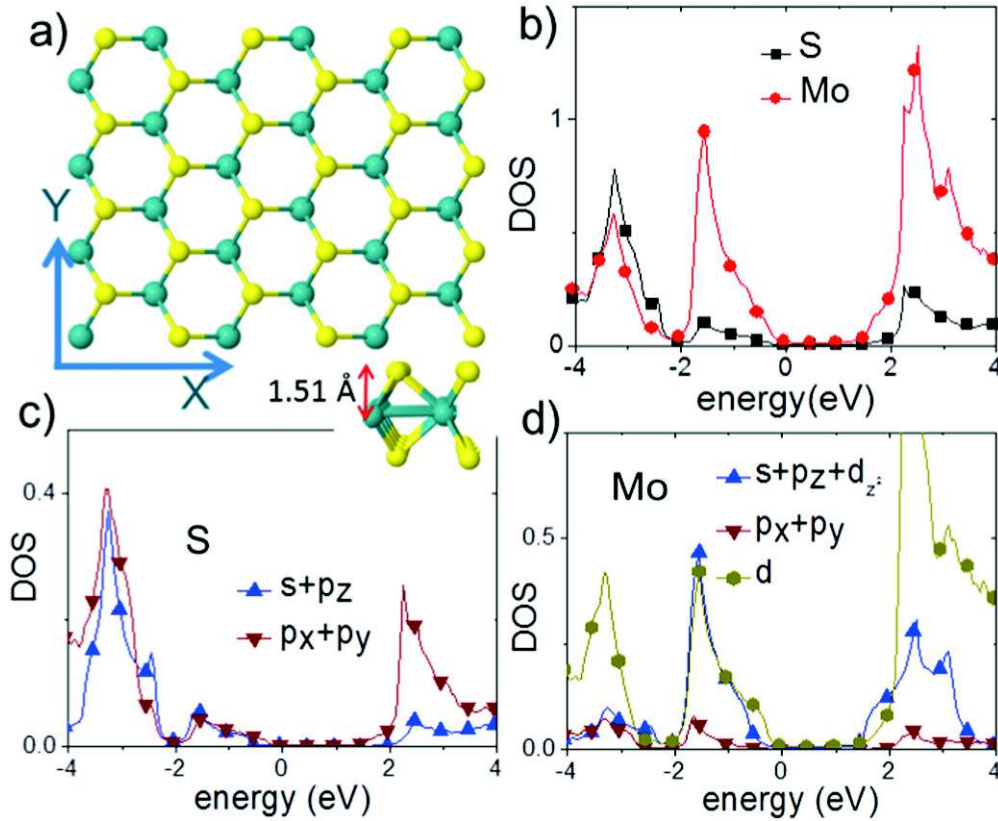 a)
Y
X
1.51 Å
b)
S
Mo
1
0
DOS
-4 -2 0 2 4
energy(eV)
c)
S
s+pz
px+py
0.4
0.0
DOS
-4 -2 0 2 4
energy (eV)
d)
Mo
s+pz+dz²
px+py
d
0.5
0.0
DOS
-4 -2 0 2 4
energy (eV)